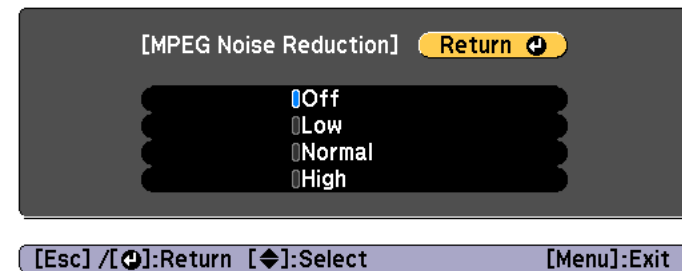 [MPEG Noise Reduction] Return
Off
Low
Normal
High
[Esc] /[]:Return []:Select [Menu]:Exit